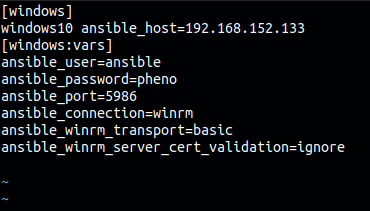 [windows]
windows10 ansible_host=192.168.152.133
[windows:vars]
ansible_user=ansible
ansible_password=pheno
ansible_port=5986
ansible_connection=winrm
ansible_winrm_transport=basic
ansible_winrm_server_cert_validation=ignore
~
~